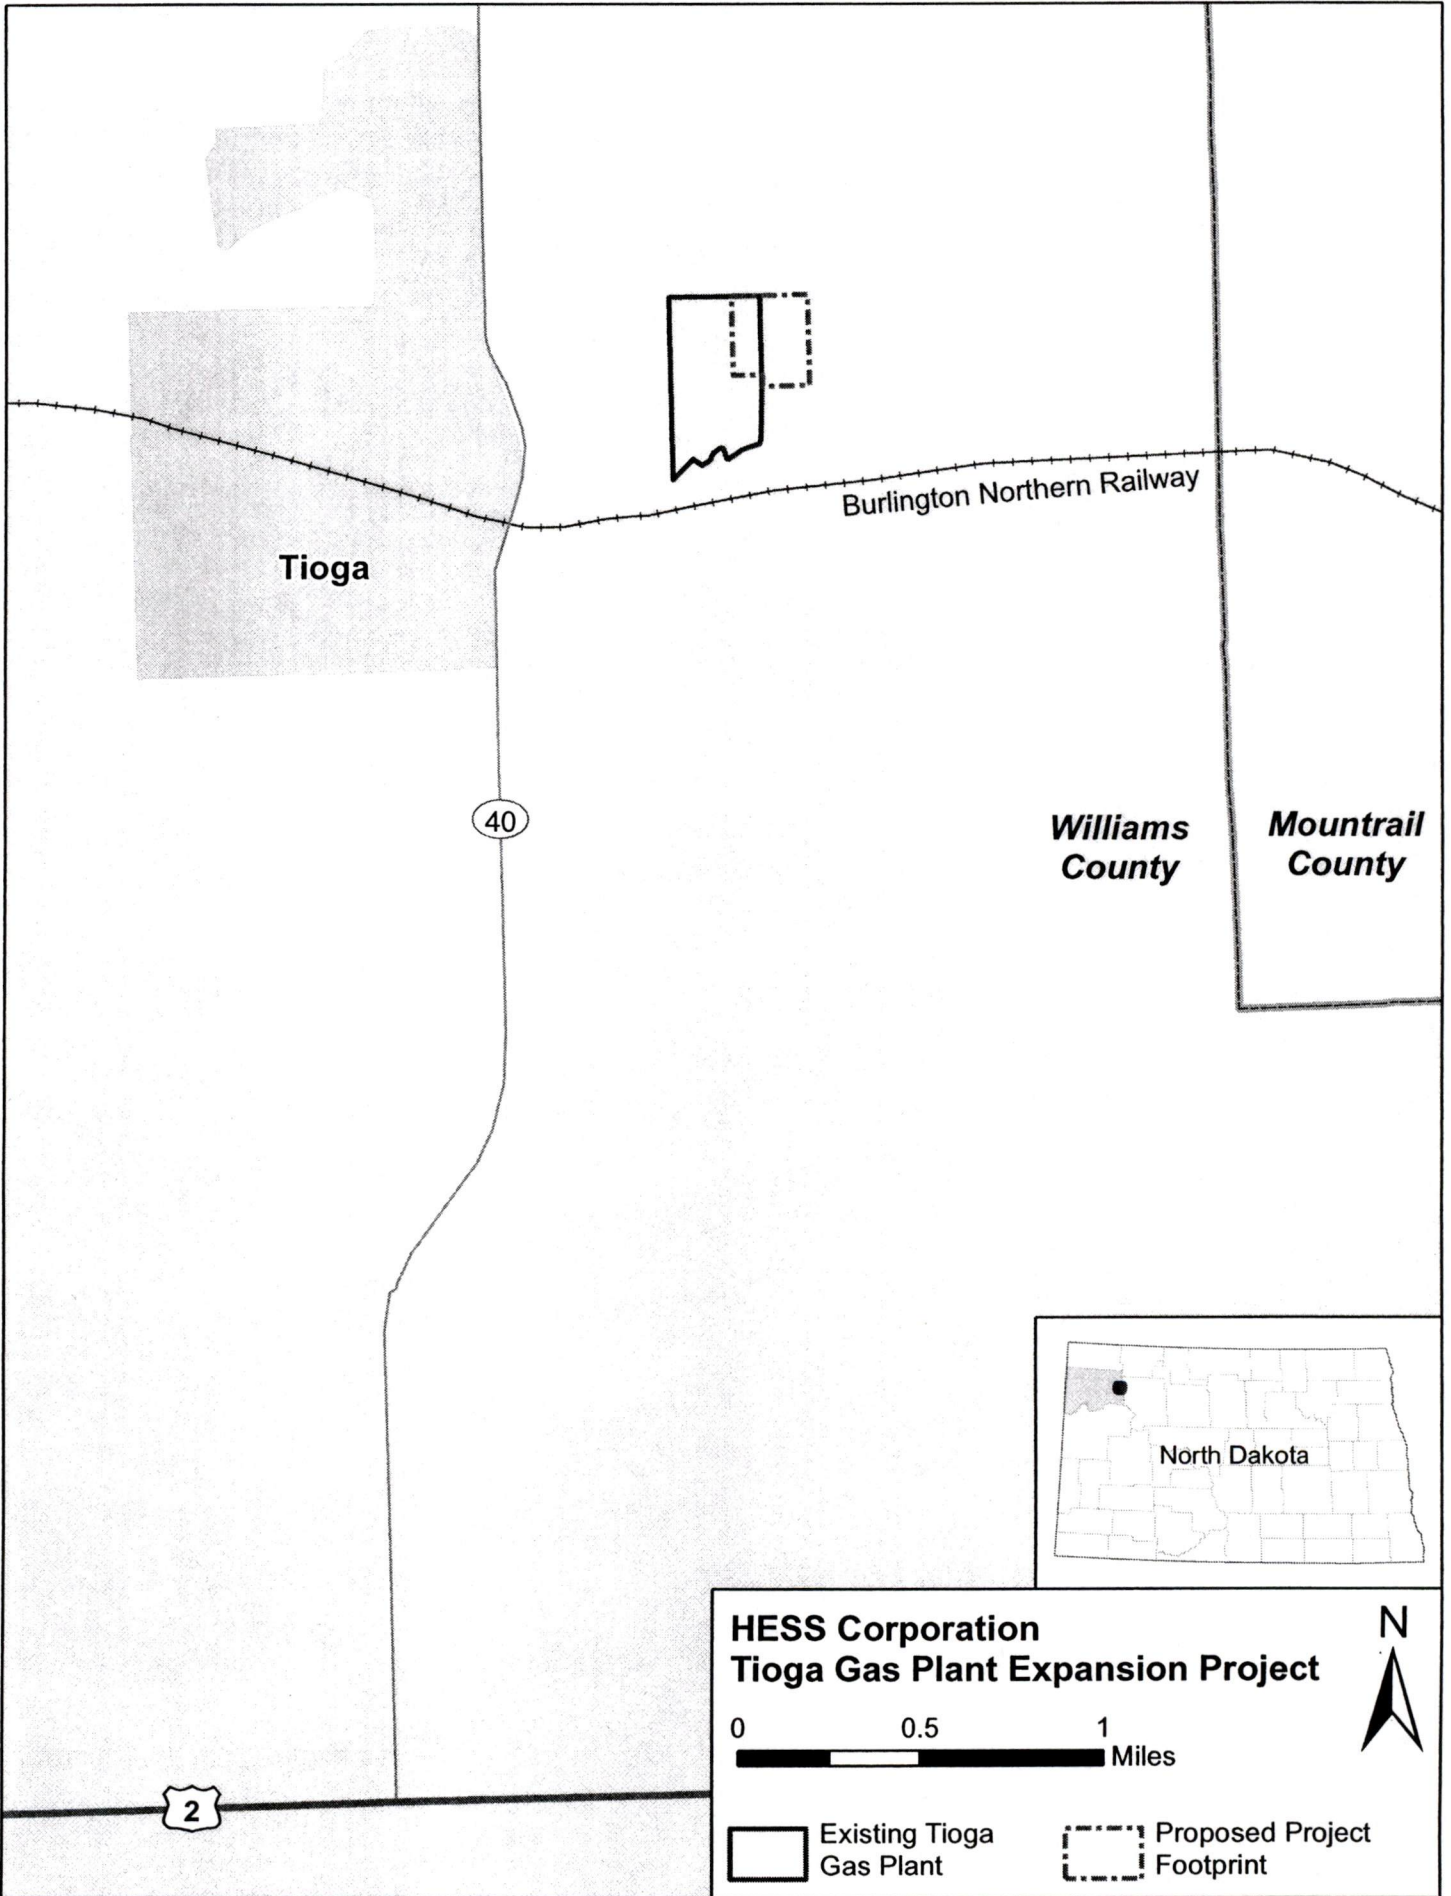 Burlington Northern Railway
Tioga
40
Williams
County
Mountrail
County
North Dakota
HESS Corporation
Tioga Gas Plant Expansion Project
N
0 0.5 1
Miles
2
Existing Tioga
Gas Plant
Proposed Project
Footprint